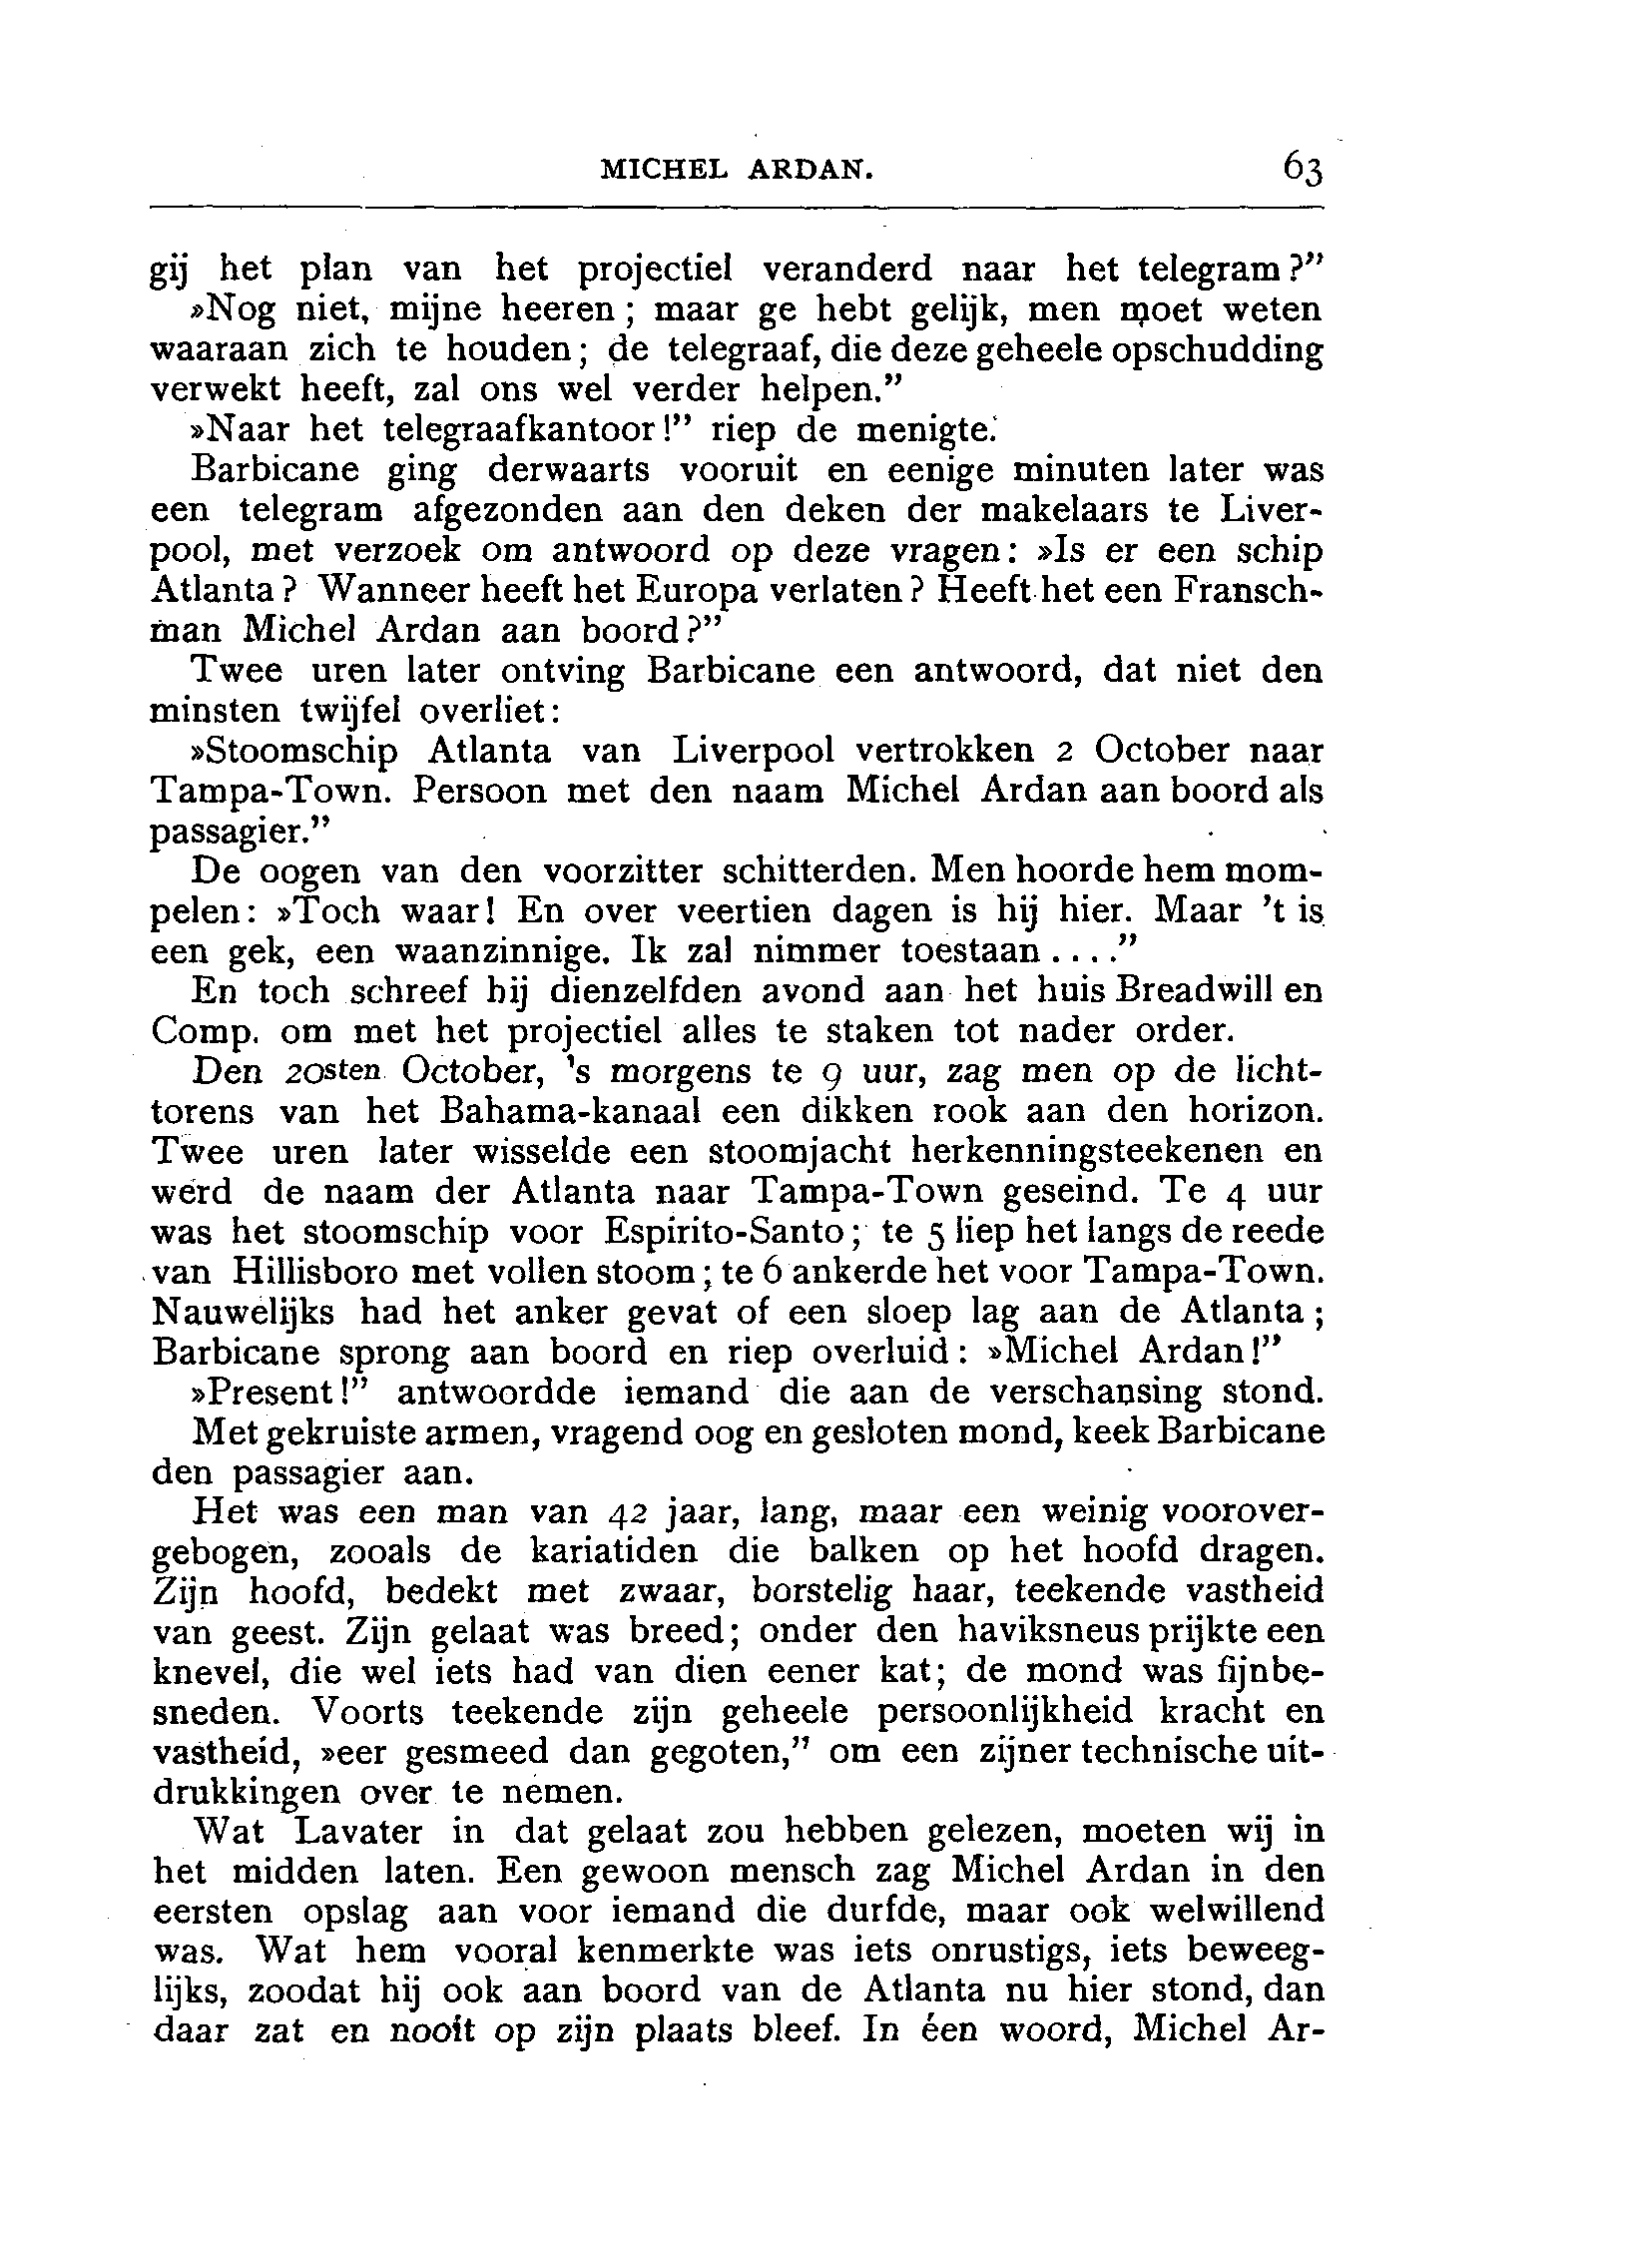 MICHEL ARDAN. 63
gij het plan van het projectiel veranderd naar het telegram?”
»Nog niet, mijne heeren; maar ge hebt gelijk, men moet weten
waaraan zich te houden; de telegraaf, die deze geheele opschudding
verwekt heeft, zal ons wel verder helpen.”
»Naar het telegraafkantoor!” riep de menigte.
Barbicane ging derwaarts vooruit en eenige minuten later was
een telegram afgezonden aan den deken der makelaars te Liver-
pool, met verzoek om antwoord op deze vragen: »Is er een schip
Atlanta? Wanneer heeft het Europa verlaten? Heeft het een Fransch-
man Michel Ardan aan boord?”
Twee uren later ontving Barbicane een antwoord, dat niet den
minsten twijfel overliet:
»Stoomschip Atlanta van Liverpool vertrokken 2 October naar
Tampa-Town. Persoon met den naam Michel Ardan aan boord als
passagier.”
De oogen van den voorzitter schitterden. Men hoorde hem mom-
pelen: »Toch waar! En over veertien dagen is hij hier. Maar ’t is
een gek, een waanzinnige. Ik zal nimmer toestaan ....”
En toch schreef hij dienzelfden avond aan het huis Breadwill en
Comp. om met het projectiel alles te staken tot nader order.
Den 20sten October, ’s morgens te 9 uur, zag men op de licht-
torens van het Bahama-kanaal een dikken rook aan den horizon.
Twee uren later wisselde een stoomjacht herkenningsteekenen en
werd de naam der Atlanta naar Tampa-Town geseind. Te 4 uur
was het stoomschip voor Espirito-Santo; te 5 liep het langs de reede
van Hillisboro met vollen stoom; te 6 ankerde het voor Tampa-Town.
Nauwelijks had het anker gevat of een sloep lag aan de Atlanta;
Barbicane sprong aan boord en riep overluid: »Michel Ardan!”
»Present!” antwoordde iemand die aan de verschansing stond.
Met gekruiste armen, vragend oog en gesloten mond, keek Barbicane
den passagier aan.
Het was een man van 42 jaar, lang, maar een weinig voorover-
gebogen, zooals de kariatiden die balken op het hoofd dragen.
Zijn hoofd, bedekt met zwaar, borstelig haar, teekende vastheid
van geest. Zijn gelaat was breed; onder den haviksneus prijkte een
knevel, die wel iets had van dien eener kat; de mond was fijnbe-
sneden. Voorts teekende zijn geheele persoonlijkheid kracht en
vastheid, »eer gesmeed dan gegoten,” om een zijner technische uit-
drukkingen over te nemen.
Wat Lavater in dat gelaat zou hebben gelezen, moeten wij in
het midden laten. Een gewoon mensch zag Michel Ardan in den
eersten opslag aan voor iemand die durfde, maar ook welwillend
was. Wat hem vooral kenmerkte was iets onrustigs, iets beweeg-
lijks, zoodat hij ook aan boord van de Atlanta nu hier stond, dan
daar zat en nooit op zijn plaats bleef. In éen woord, Michel Ar-